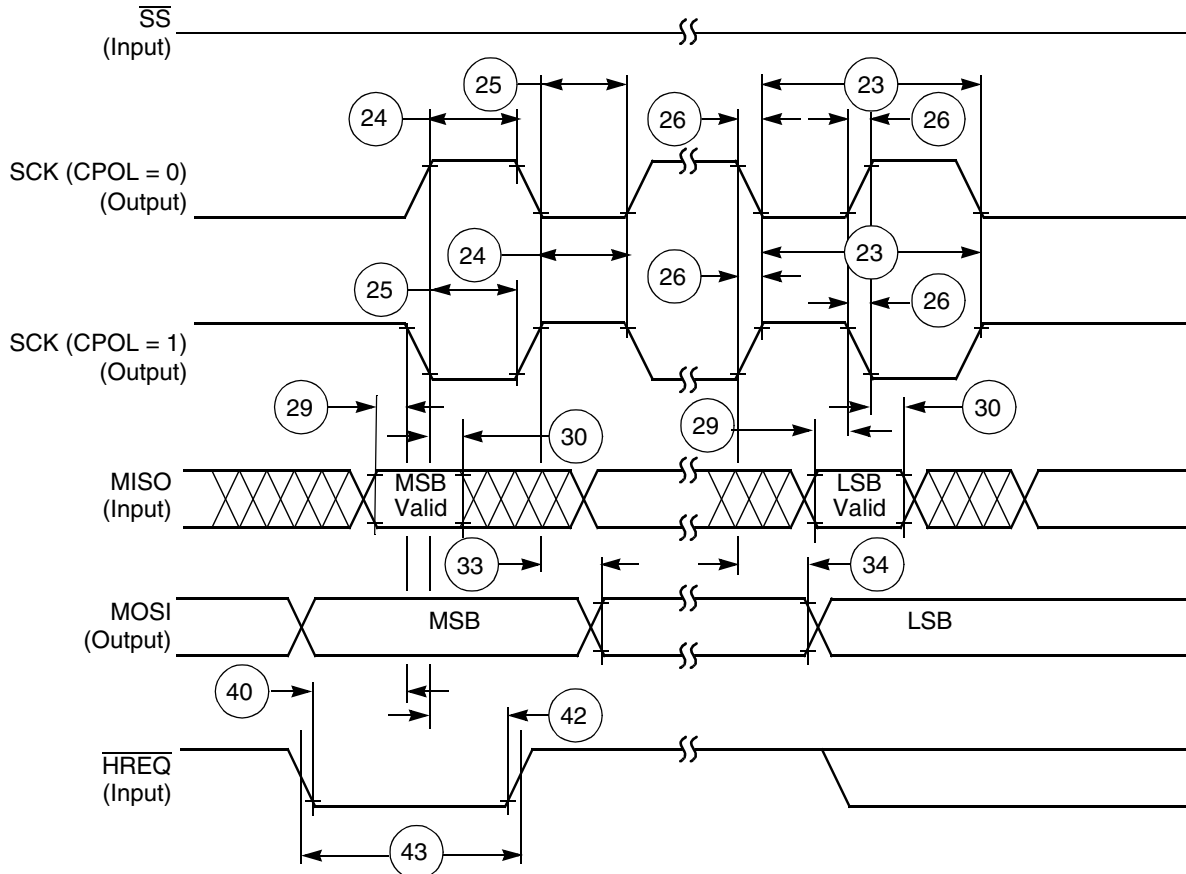 SS
(Input)
25
23
24
26
26
SCK (CPOL = 0)
(Output)
24
23
26
25
26
SCK (CPOL = 1)
(Output)
29
30
29
30
MISO
(Input)
MSB
Valid
LSB
Valid
33
34
MOSI
(Output)
MSB
LSB
40
42
HREQ
(Input)
43